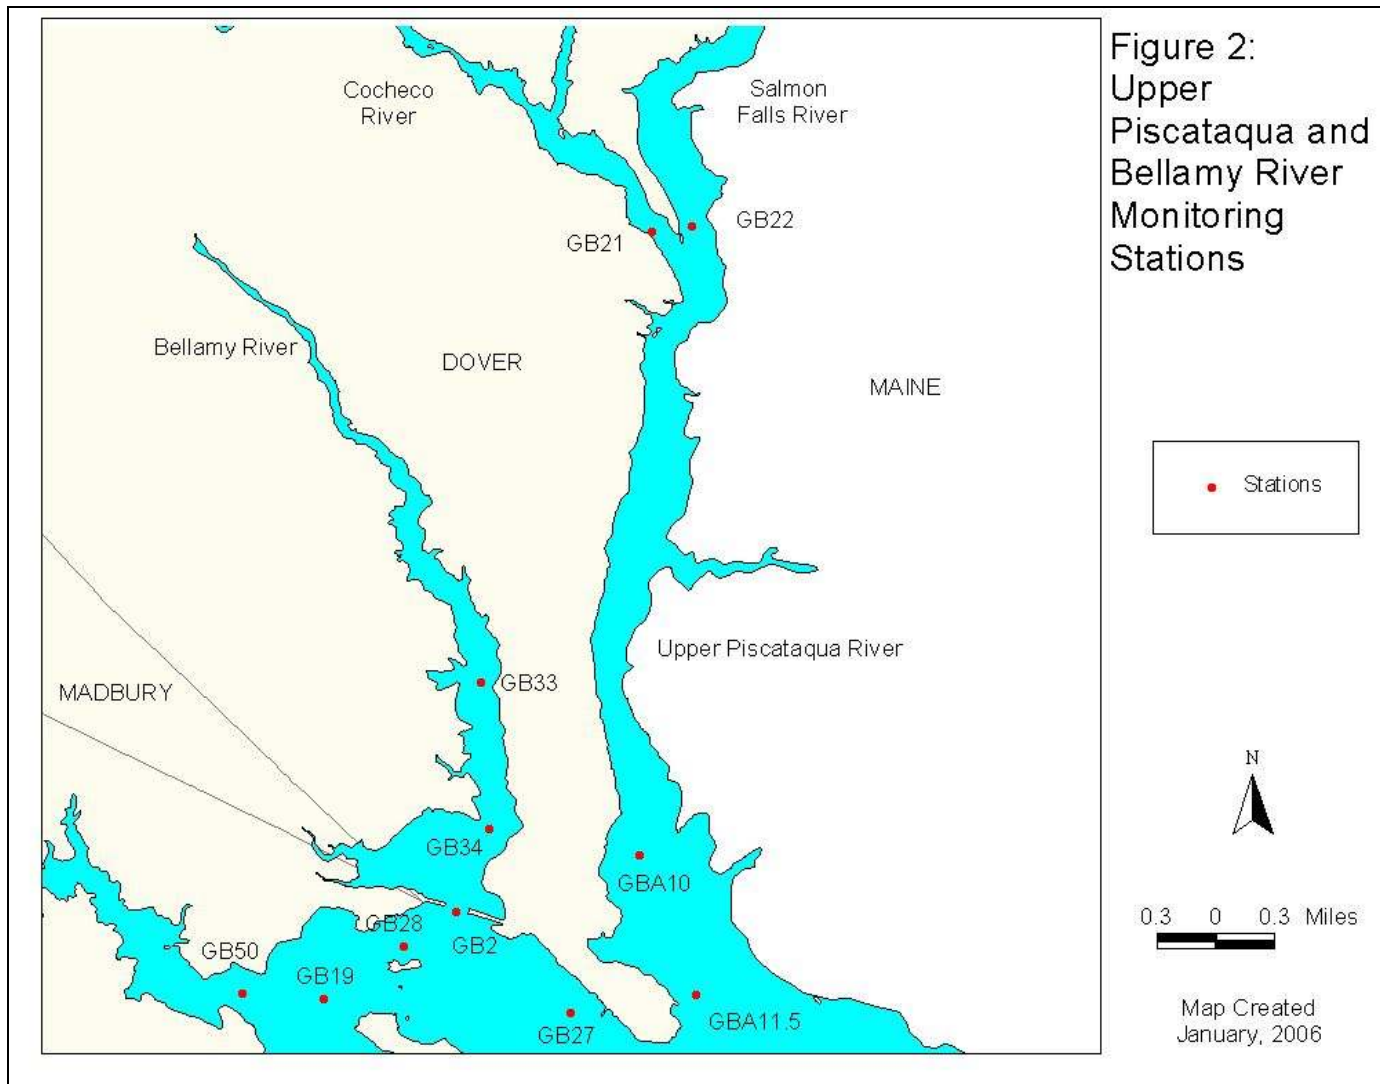 Figure 2:
Upper
Piscataqua and
Bellamy River
Monitoring
Stations
Cocheco
River
Salmon
Falls River
GB21
GB22
Bellamy River
DOVER
MAINE
Stations
Upper Piscataqua River
MADBURY
GB33
N
GB34
GBA10
GB28
GB2
0.3 0 0.3 Miles
GB50
GB19
GB27
GBA11.5
Map Created
January, 2006